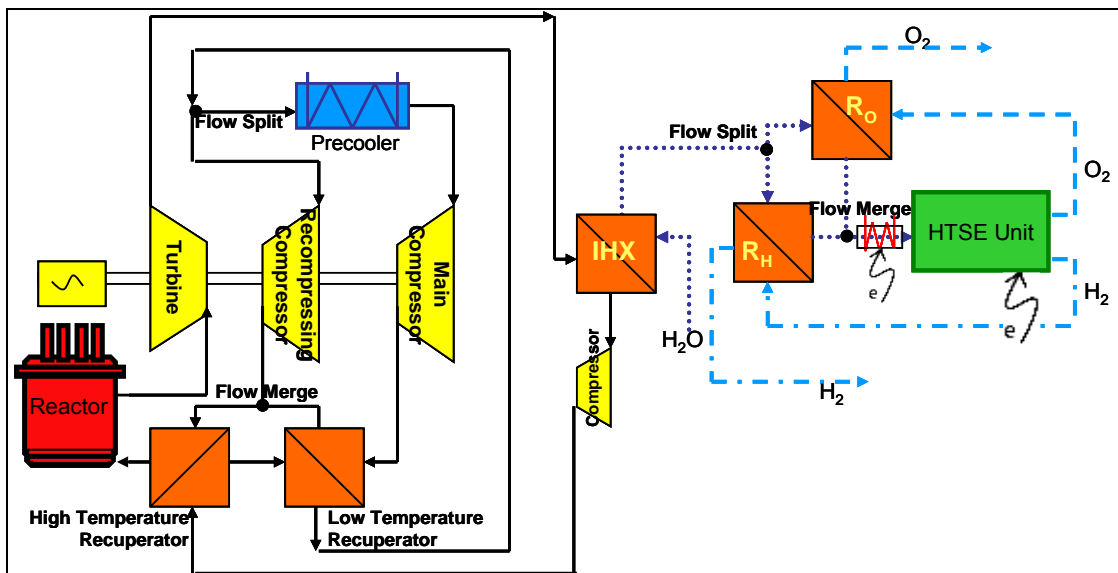 O2
Flow Split
Precooler
Flow Split
RO
O2
Turbine
Recompressing
Compressor
Main
Compressor
IHX
RH
Flow Merge
HTSE Unit
e
e
H2
H2O
Compressor
H2
Reactor
Flow Merge
High Temperature
Recuperator
Low Temperature
Recuperator